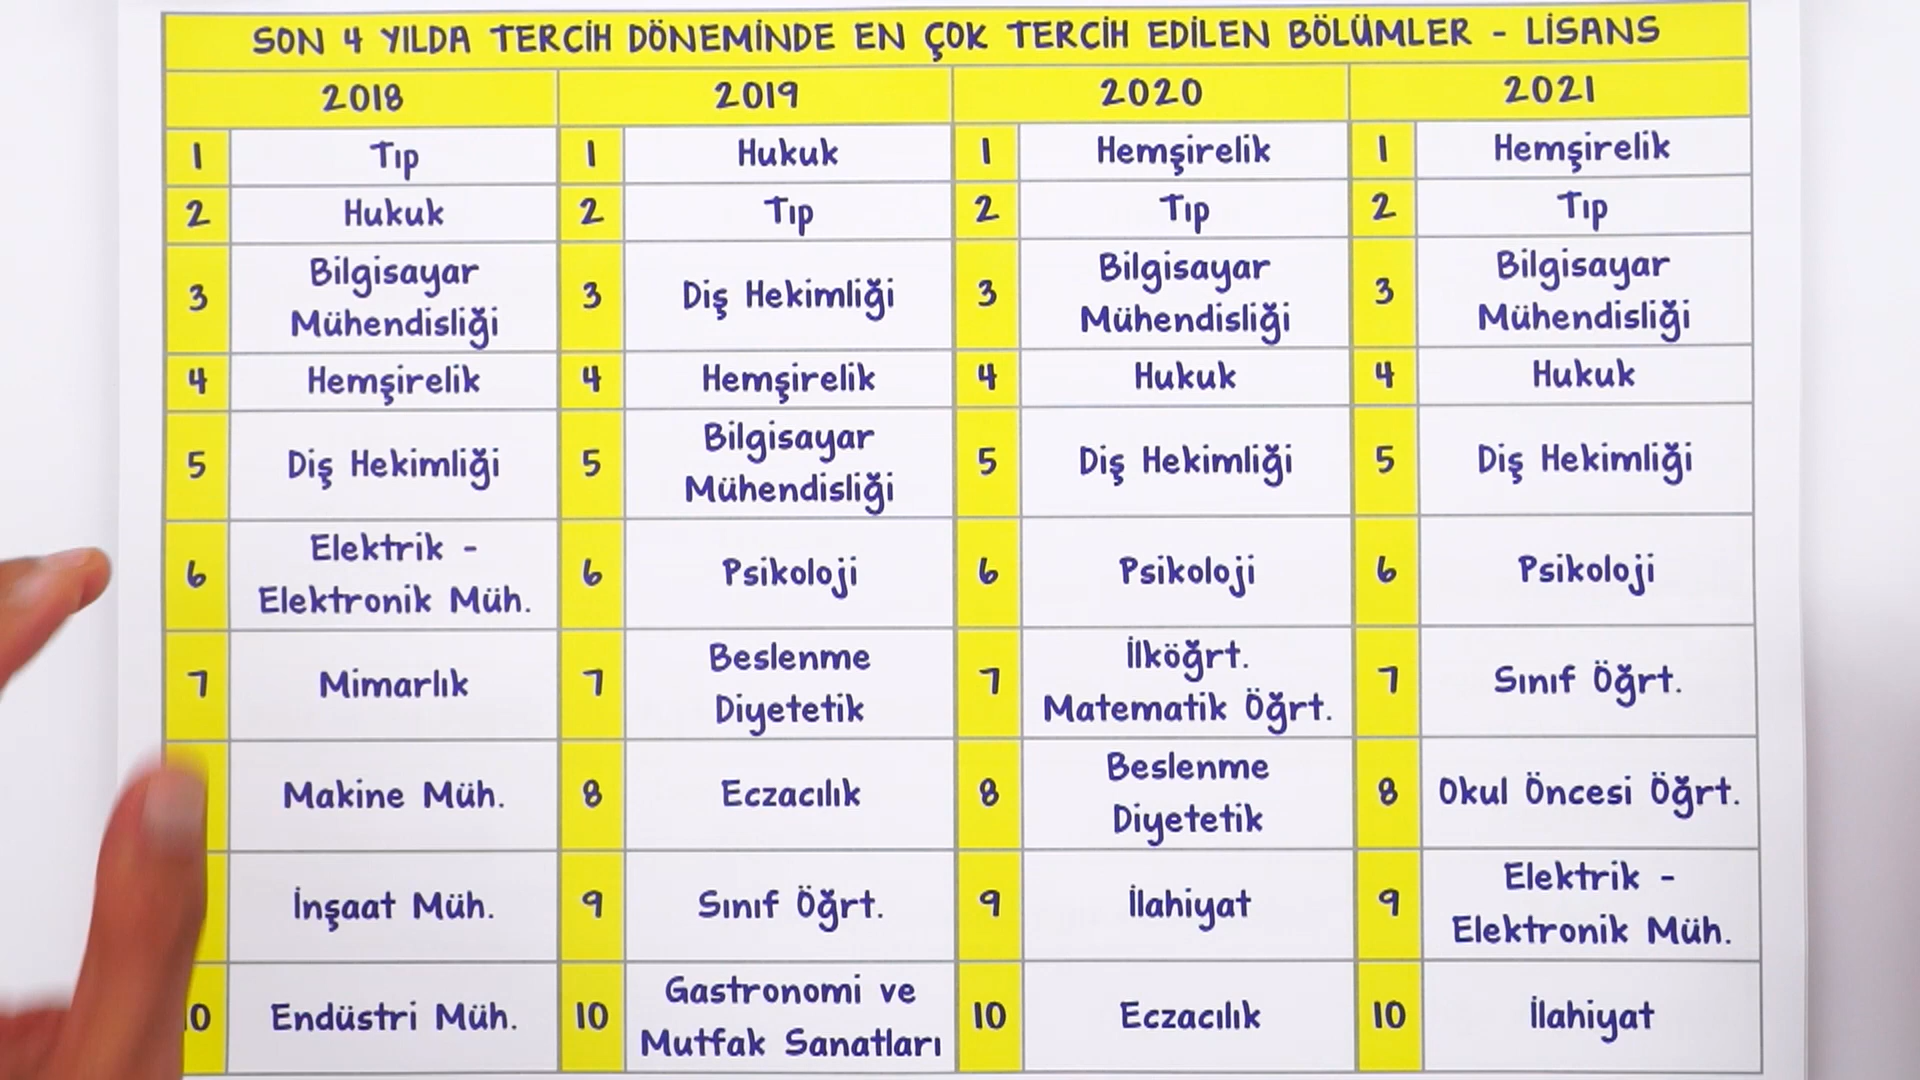 SON 4 YILDA TERCİH DÖNEMİNDE EN ÇOK TERCİH EDİLEN BÖLÜMLER - LİSANS
2018 2019 2020 2021
1 Tıp 1 Hukuk 1 Hemşirelik 1 Hemşirelik
2 Hukuk 2 Tıp 2 Tıp 2 Tıp
3 Bilgisayar Mühendisliği 3 Diş Hekimliği 3 Bilgisayar Mühendisliği 3 Bilgisayar Mühendisliği
4 Hemşirelik 4 Hemşirelik 4 Hukuk 4 Hukuk
5 Diş Hekimliği 5 Bilgisayar Mühendisliği 5 Diş Hekimliği 5 Diş Hekimliği
6 Elektrik - Elektronik Müh. 6 Psikoloji 6 Psikoloji 6 Psikoloji
7 Mimarlık 7 Beslenme Diyetetik 7 İlköğrt. Matematik Öğrt. 7 Sınıf Öğrt.
Makine Müh. 8 Eczacılık 8 Beslenme Diyetetik 8 Okul Öncesi Öğrt.
İnşaat Müh. 9 Sınıf Öğrt. 9 İlahiyat 9 Elektrik - Elektronik Müh.
10 Endüstri Müh. 10 Gastronomi ve Mutfak Sanatları 10 Eczacılık 10 İlahiyat